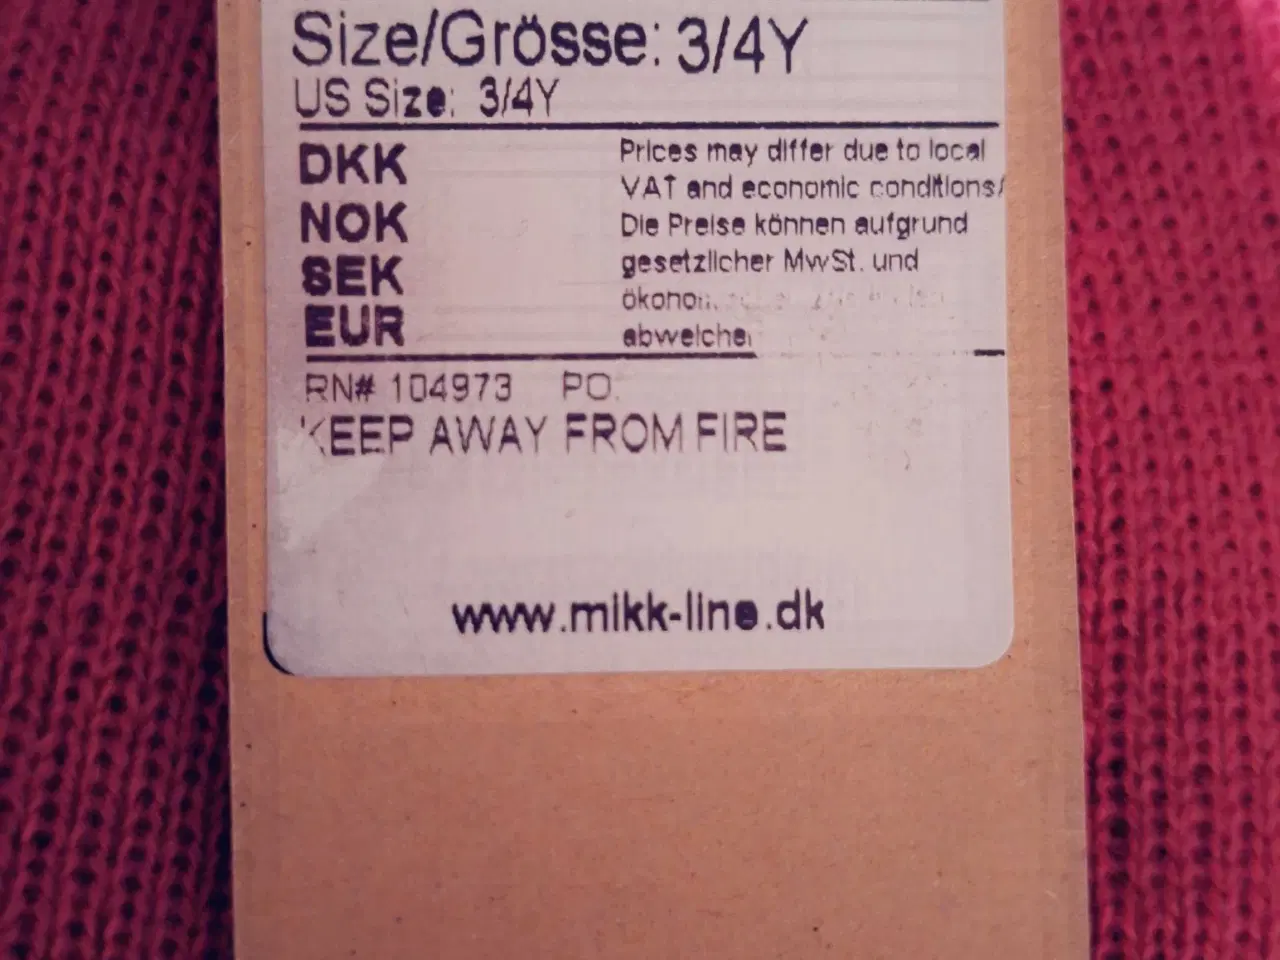 Size/Grösse: 3/4Y
US Size: 3/4Y
DKK
NOK
SEK
EUR
Prices may differ due to local
VAT and economic conditions/
Die Preise können aufgrund
gesetzlicher MwSt. und
RN# 104973 PO.
KEEP AWAY FROM FIRE
www.mikk-line.dk